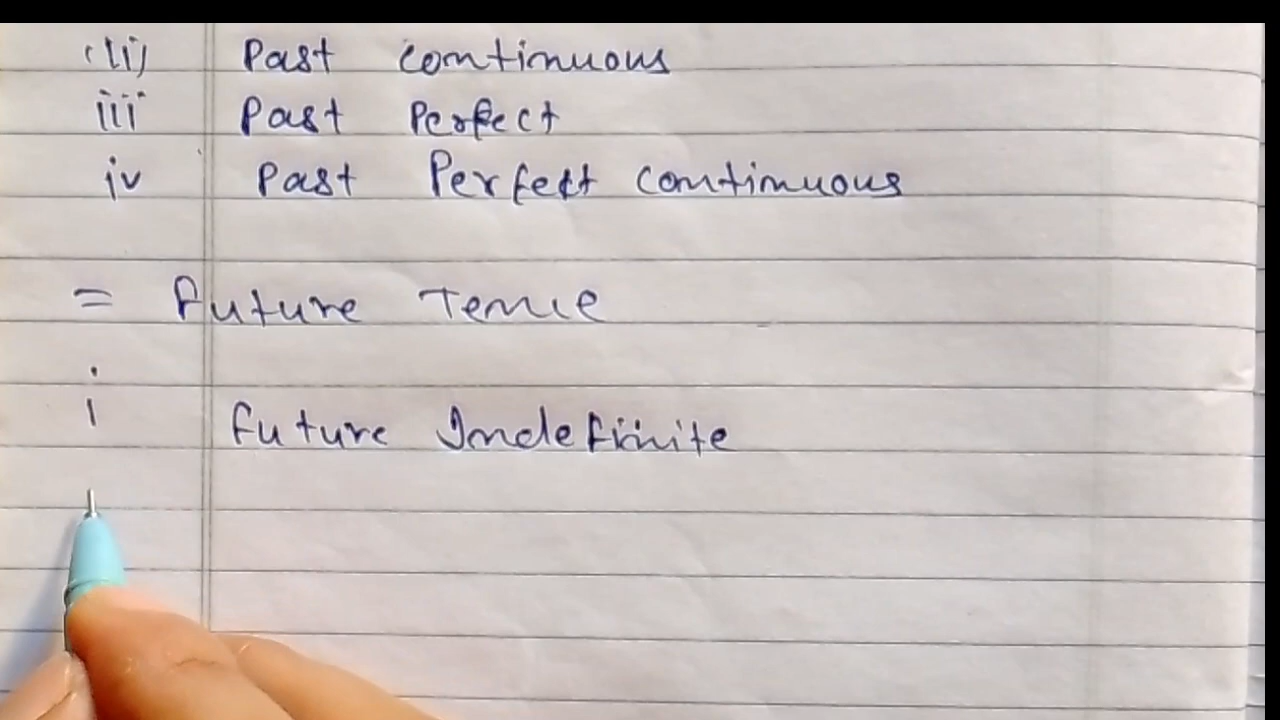 (ii) Past continuous
iii Past Perfect
iv Past Perfect continuous
= Future Tense
i Future Indefinite